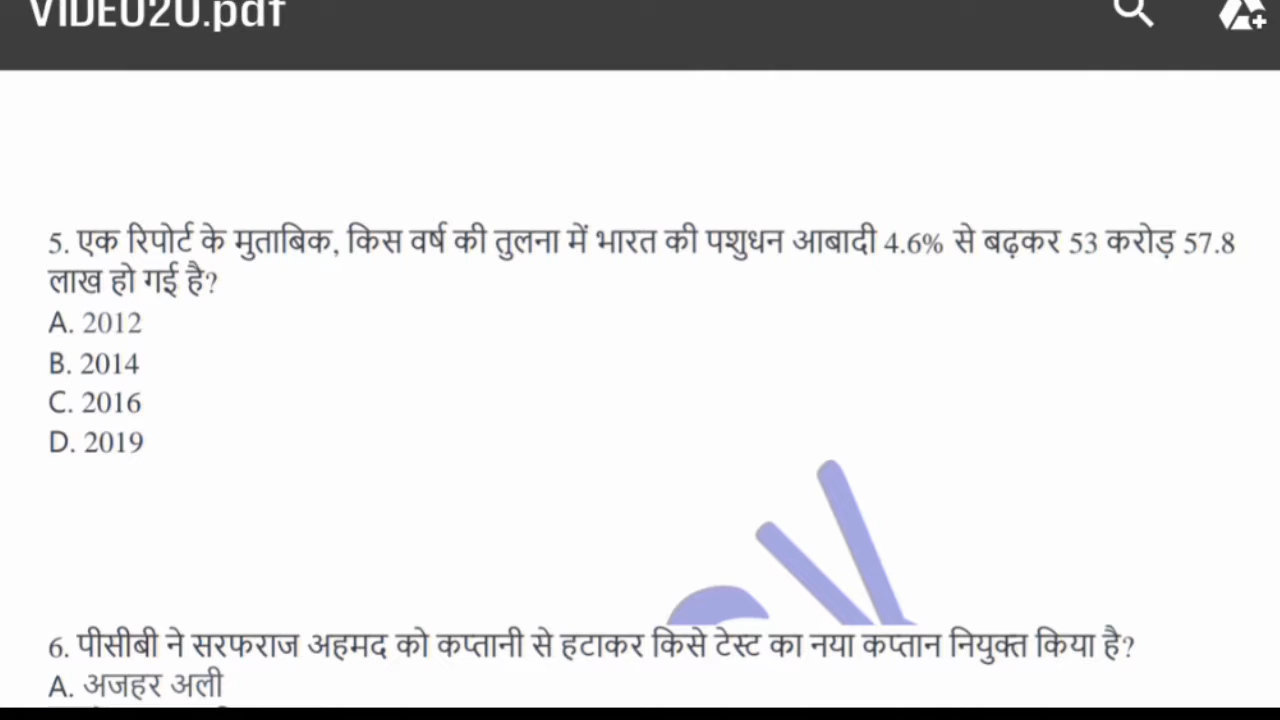 VIDEO20.pdf
5. एक रिपोर्ट के मुताबिक, किस वर्ष की तुलना में भारत की पशुधन आबादी 4.6% से बढ़कर 53 करोड़ 57.8
लाख हो गई है?
A. 2012
B. 2014
C. 2016
D. 2019
6. पीसीबी ने सरफराज अहमद को कप्तानी से हटाकर किसे टेस्ट का नया कप्तान नियुक्त किया है?
A. अजहर अली